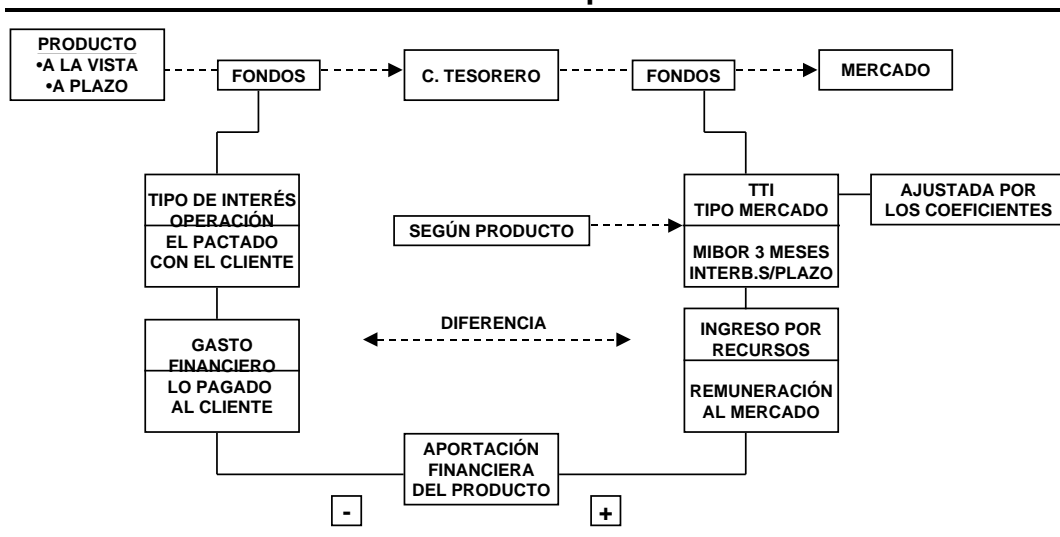 PRODUCTO
•A LA VISTA
•A PLAZO
FONDOS
C. TESORERO
FONDOS
MERCADO
TIPO DE INTERÉS
OPERACIÓN
EL PACTADO
CON EL CLIENTE
SEGÚN PRODUCTO
TTI
TIPO MERCADO
MIBOR 3 MESES
INTERB.S/PLAZO
AJUSTADA POR
LOS COEFICIENTES
GASTO
FINANCIERO
LO PAGADO
AL CLIENTE
DIFERENCIA
INGRESO POR
RECURSOS
REMUNERACIÓN
AL MERCADO
APORTACIÓN
FINANCIERA
DEL PRODUCTO
-
+